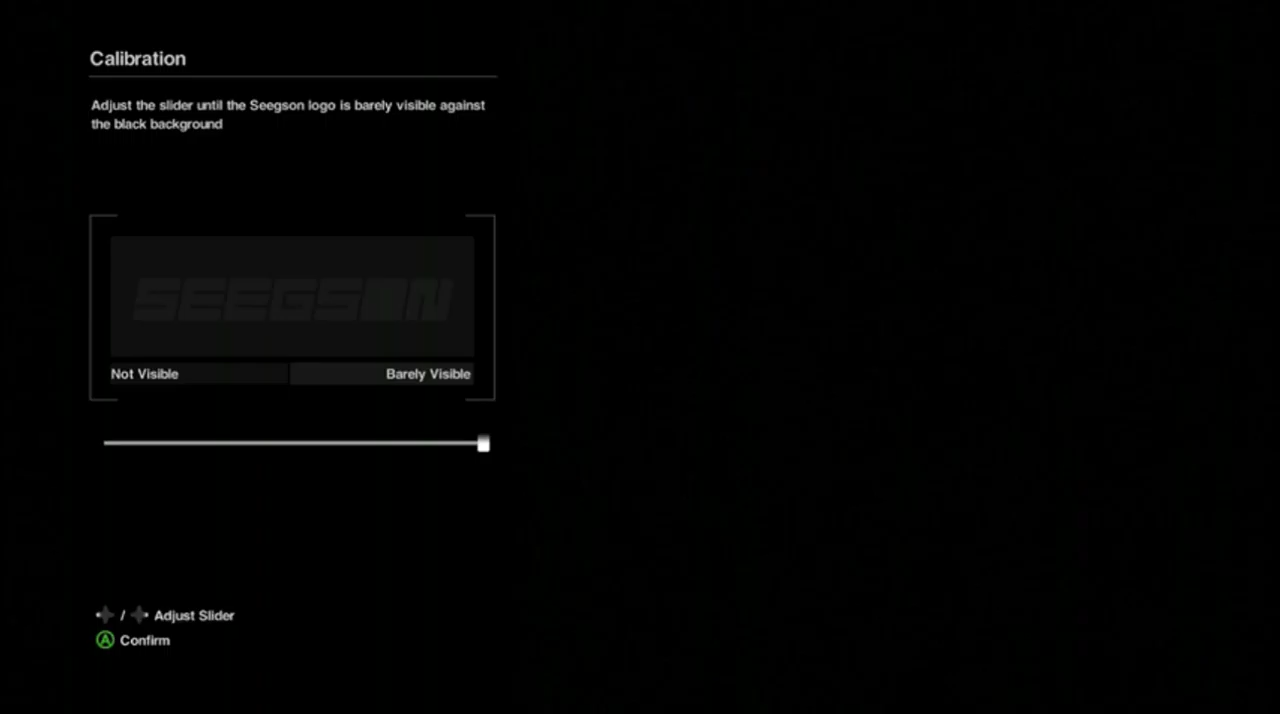 Calibration
Adjust the slider until the Seegson logo is barely visible against
the black background
SEEGSON
Not Visible Barely Visible
/ Adjust Slider
A Confirm